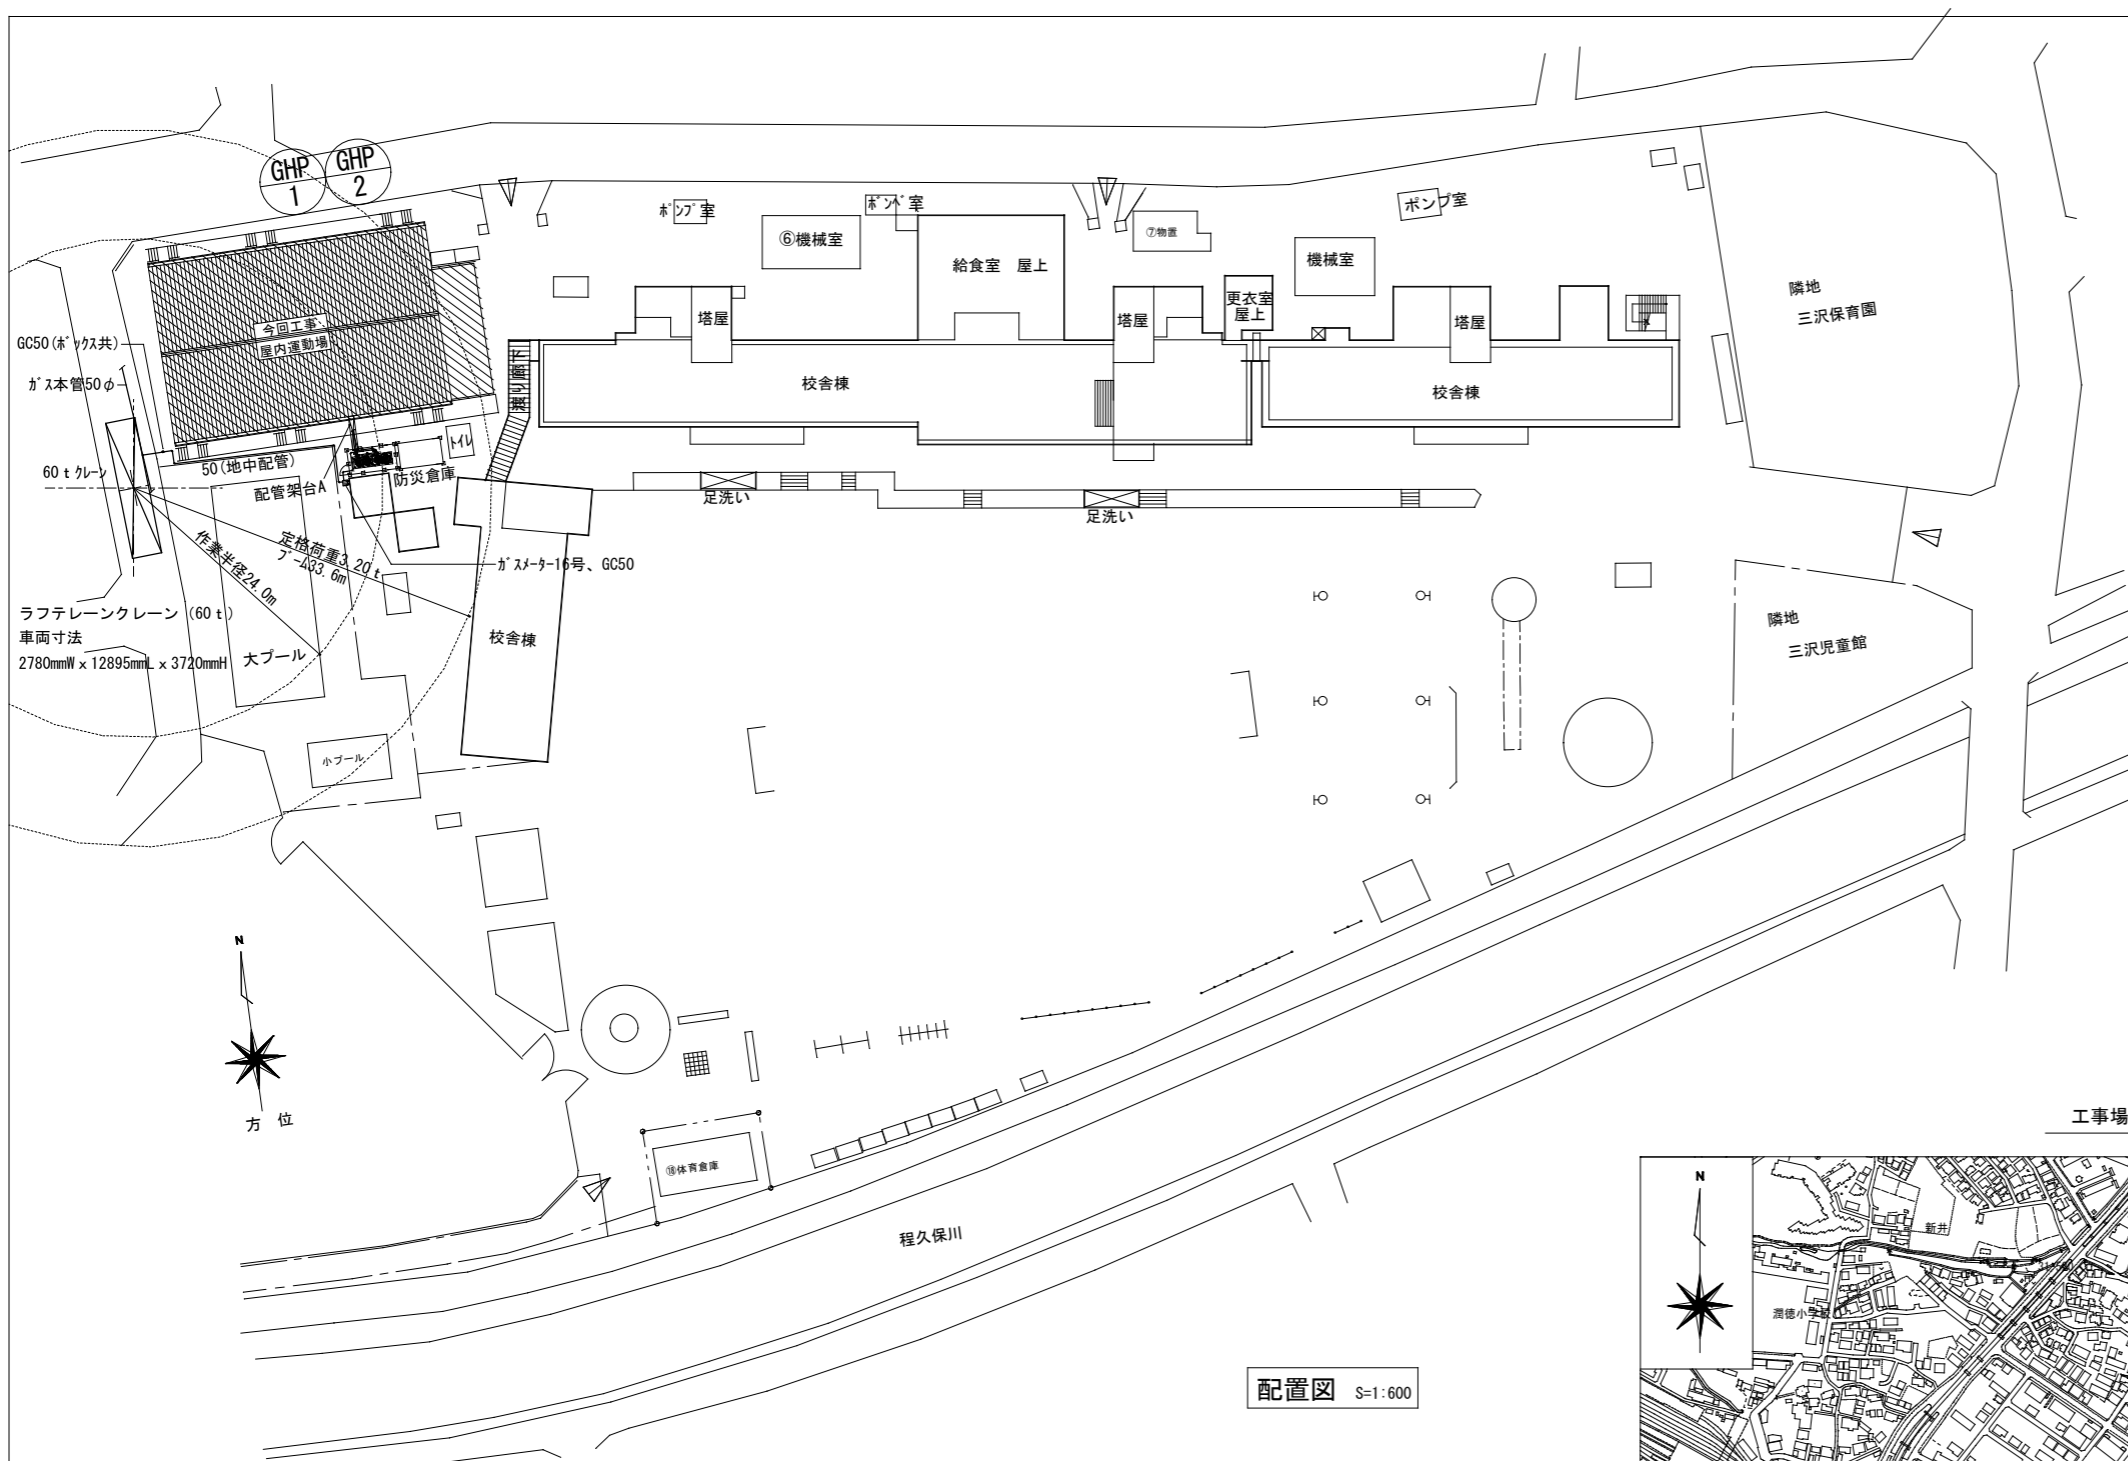 GHP
1
GHP
2
ポンプ室
ボンベ室
ポンプ室
⑥機械室
⑦物置
給食室 屋上
機械室
更衣室
屋上
隣地
三沢保育園
塔屋
塔屋
塔屋
今回工事
屋内運動場
GC50(ボックス共)
ガス本管50φ
渡り廊下
校舎棟
校舎棟
トイレ
60tクレーン
50(地中配管)
配管架台A
防災倉庫
足洗い
足洗い
定格荷重3.20t
ブーム33.6m
作業半径24.0m
ガスメーター16号、GC50
ラフテレーンクレーン (60t)
車両寸法
2780mmW x 12895mmL x 3720mmH
大プール
校舎棟
隣地
三沢児童館
小プール
N
方 位
⑱体育倉庫
程久保川
配置図 S=1:600
工事場
N
新井
潤徳小学校